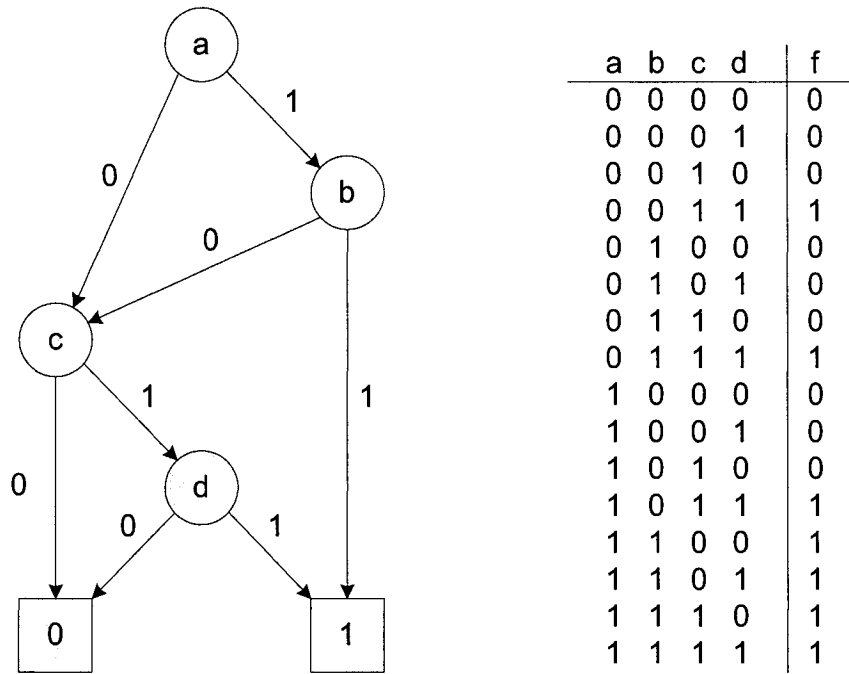 a
1
0
b
0
c
1
1
0
d
0
1
0
1
a b c d f
0 0 0 0 0
0 0 0 1 0
0 0 1 0 0
0 0 1 1 1
0 1 0 0 0
0 1 0 1 0
0 1 1 0 0
0 1 1 1 1
1 0 0 0 0
1 0 0 1 0
1 0 1 0 0
1 0 1 1 1
1 1 0 0 1
1 1 0 1 1
1 1 1 0 1
1 1 1 1 1